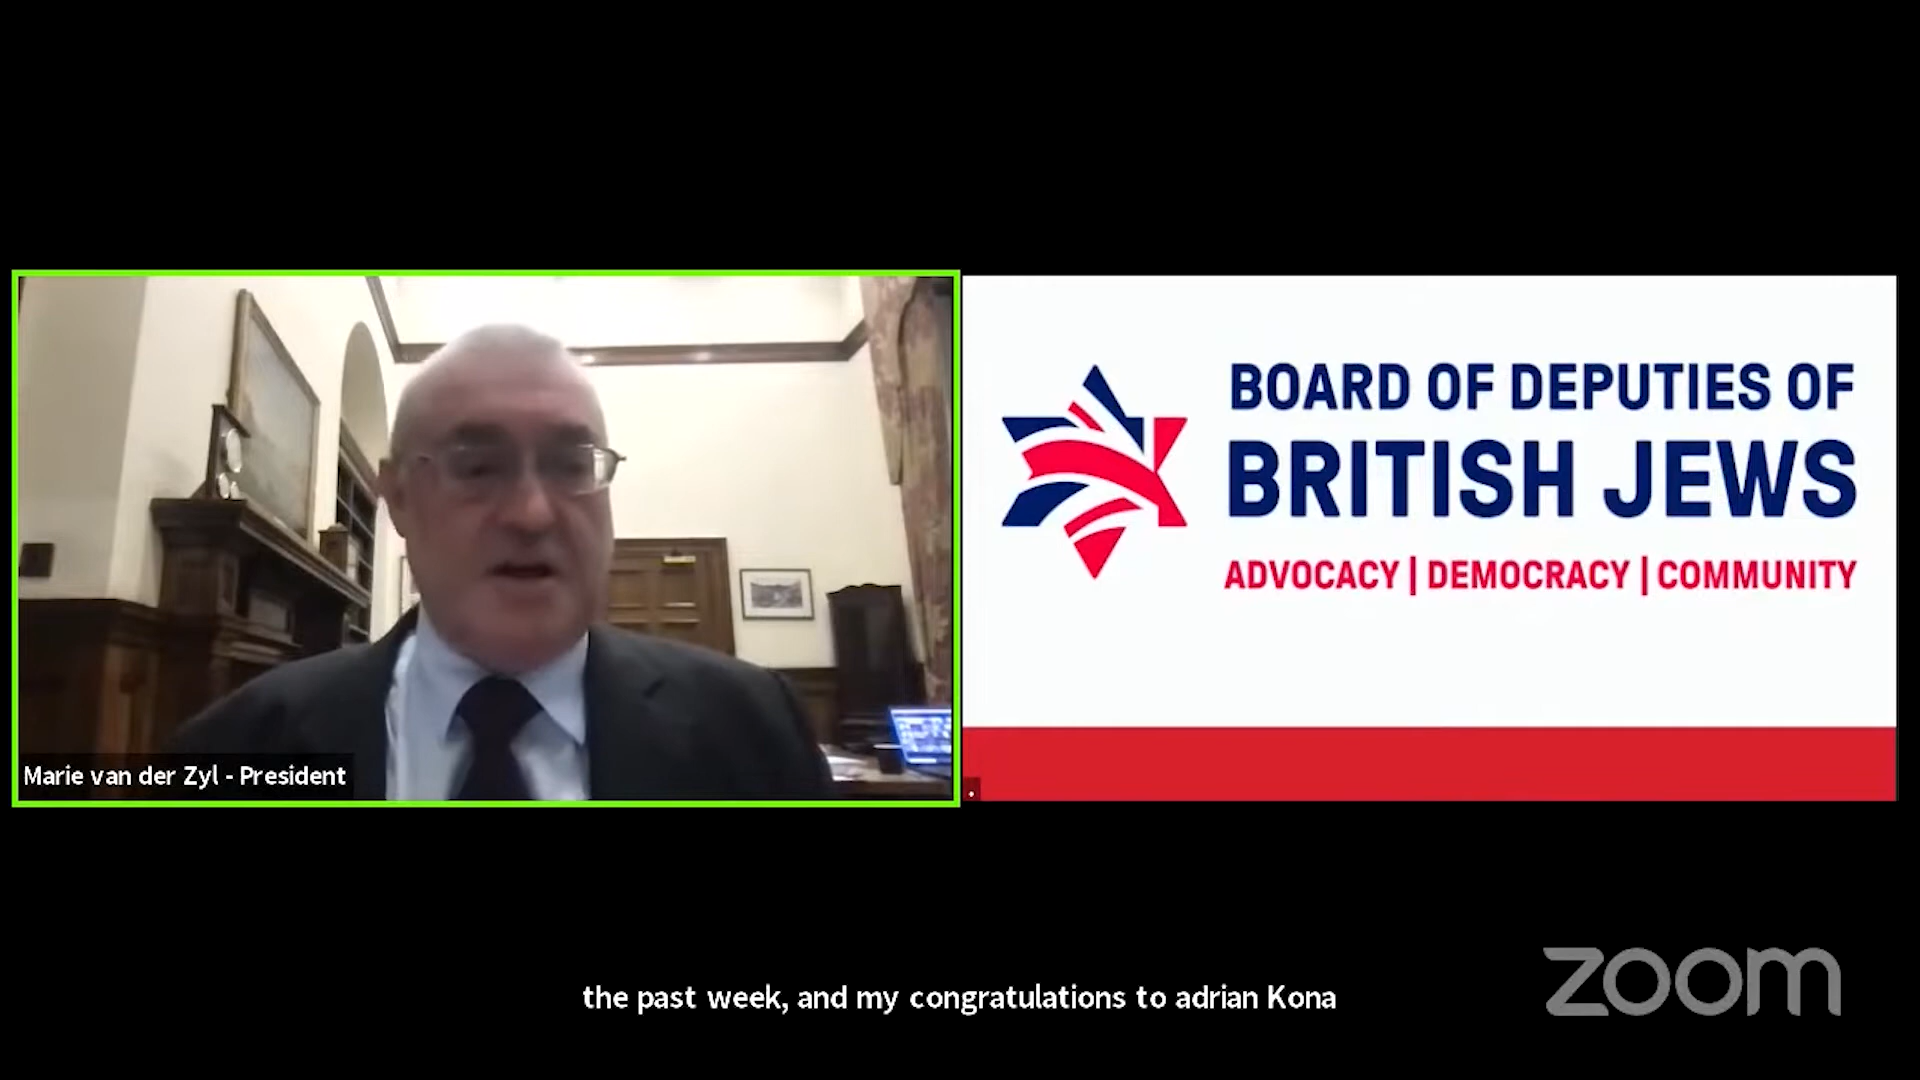 BOARD OF DEPUTIES OF
BRITISH JEWS
ADVOCACY | DEMOCRACY | COMMUNITY
Marie van der Zyl - President
the past week, and my congratulations to adrian Kona
zoom